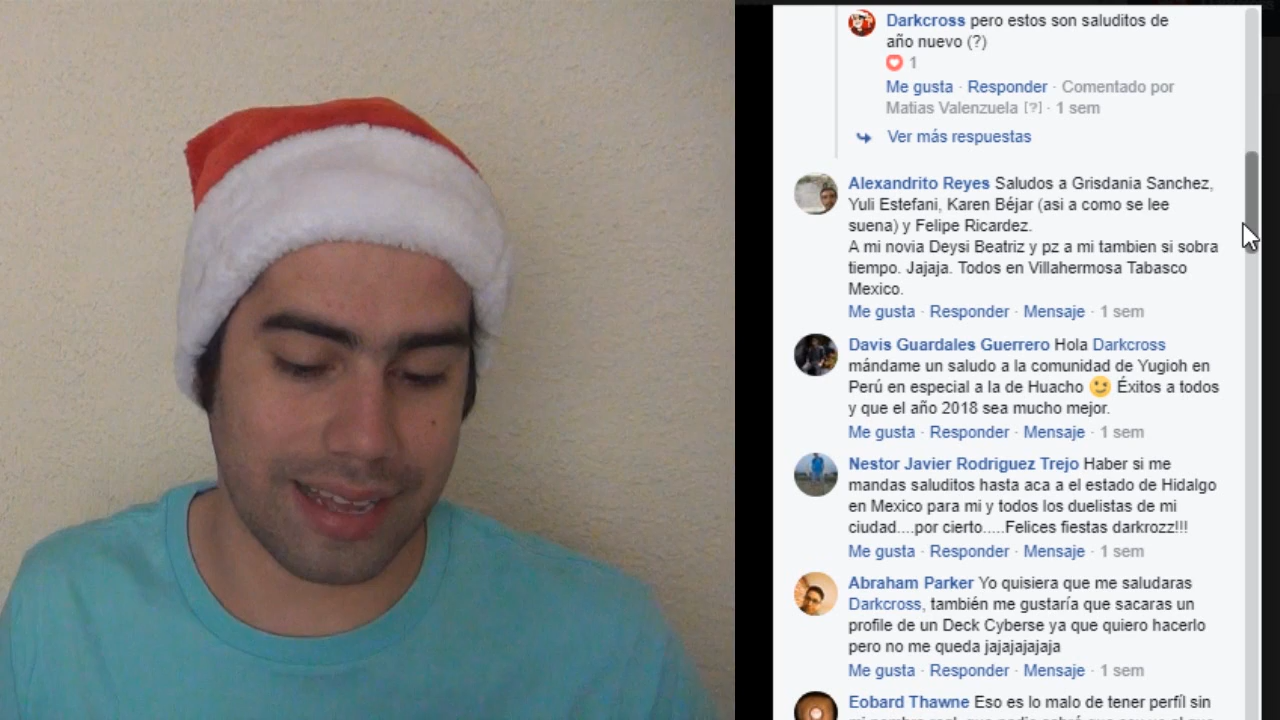 Darkcross pero estos son saluditos de
año nuevo (?)
1
Me gusta · Responder · Comentado por
Matias Valenzuela [?] · 1 sem
Ver más respuestas
Alexandrito Reyes Saludos a Grisdania Sanchez,
Yuli Estefani, Karen Béjar (asi a como se lee
suena) y Felipe Ricardez.
A mi novia Deysi Beatriz y pz a mi tambien si sobra
tiempo. Jajaja. Todos en Villahermosa Tabasco
Mexico.
Me gusta · Responder · Mensaje · 1 sem
Davis Guardales Guerrero Hola Darkcross
mándame un saludo a la comunidad de Yugioh en
Perú en especial a la de Huacho 😉 Éxitos a todos
y que el año 2018 sea mucho mejor.
Me gusta · Responder · Mensaje · 1 sem
Nestor Javier Rodriguez Trejo Haber si me
mandas saluditos hasta aca a el estado de Hidalgo
en Mexico para mi y todos los duelistas de mi
ciudad....por cierto.....Felices fiestas darkrozz!!!
Me gusta · Responder · Mensaje · 1 sem
Abraham Parker Yo quisiera que me saludaras
Darkcross, también me gustaría que sacaras un
profile de un Deck Cyberse ya que quiero hacerlo
pero no me queda jajajajajaja
Me gusta · Responder · Mensaje · 1 sem
Eobard Thawne Eso es lo malo de tener perfíl sin